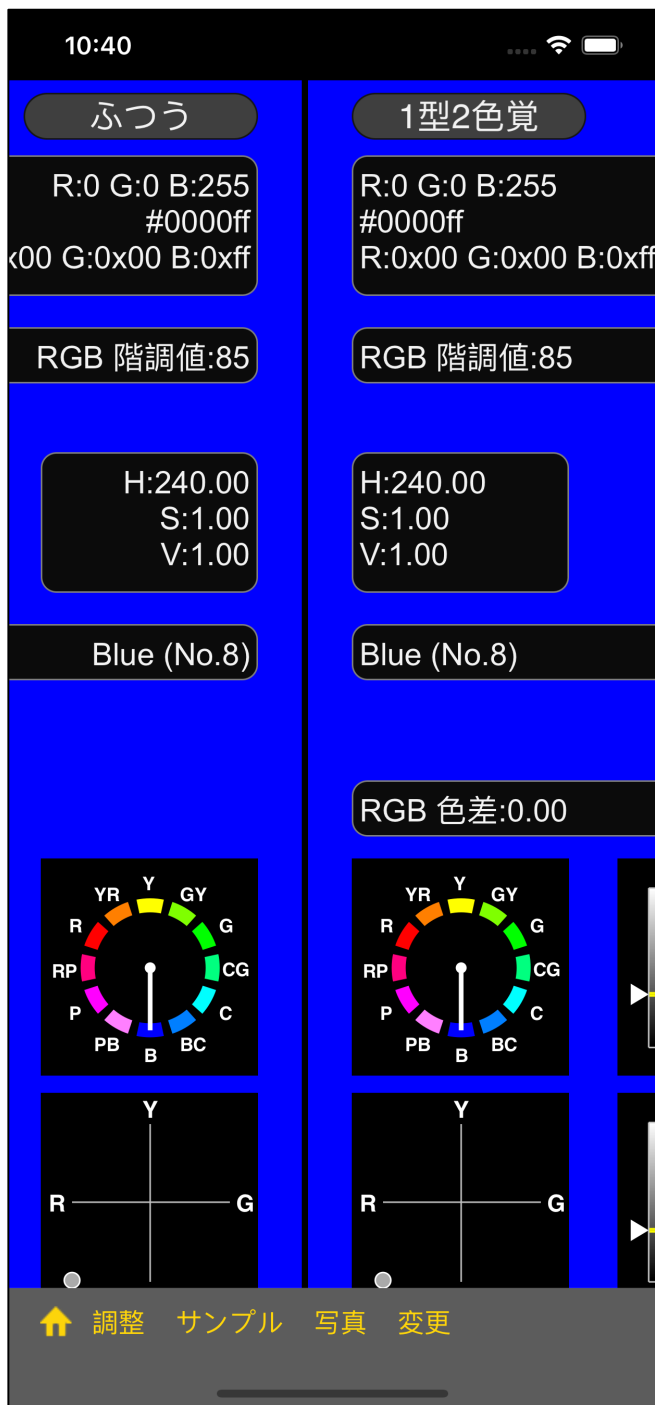 10:40
ふつう
1型2色覚
R:0 G:0 B:255
#0000ff
x00 G:0x00 B:0xff
R:0 G:0 B:255
#0000ff
R:0x00 G:0x00 B:0xff
RGB 階調値:85
RGB 階調値:85
H:240.00
S:1.00
V:1.00
H:240.00
S:1.00
V:1.00
Blue (No.8)
Blue (No.8)
RGB 色差:0.00
Y
YR
GY
R
G
RP
CG
P
C
PB
BC
B
Y
YR
GY
R
G
RP
CG
P
C
PB
BC
B
Y
R
G
Y
R
G
調整 サンプル 写真 変更